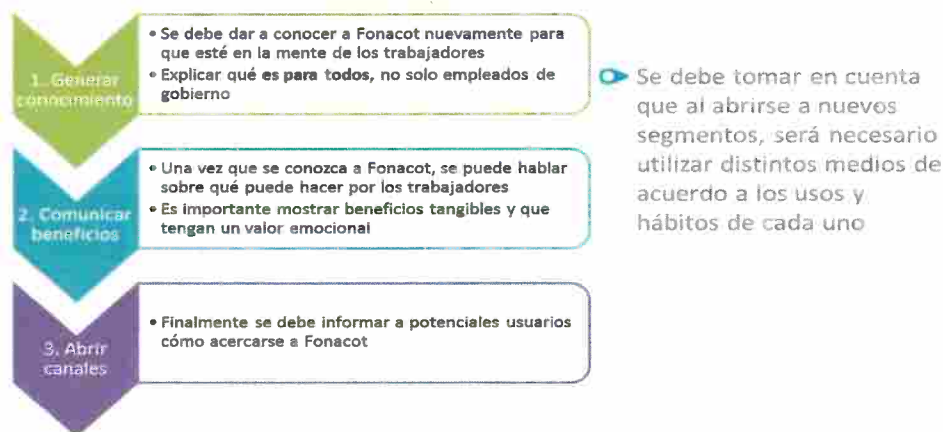 1. Generar
conocimiento
• Se debe dar a conocer a Fonacot nuevamente para
que esté en la mente de los trabajadores
• Explicar qué es para todos, no solo empleados de
gobierno
2. Comunicar
beneficios
• Una vez que se conozca a Fonacot, se puede hablar
sobre qué puede hacer por los trabajadores
• Es importante mostrar beneficios tangibles y que
tengan un valor emocional
3. Abrir
canales
• Finalmente se debe informar a potenciales usuarios
cómo acercarse a Fonacot
Se debe tomar en cuenta
que al abrirse a nuevos
segmentos, será necesario
utilizar distintos medios de
acuerdo a los usos y
hábitos de cada uno